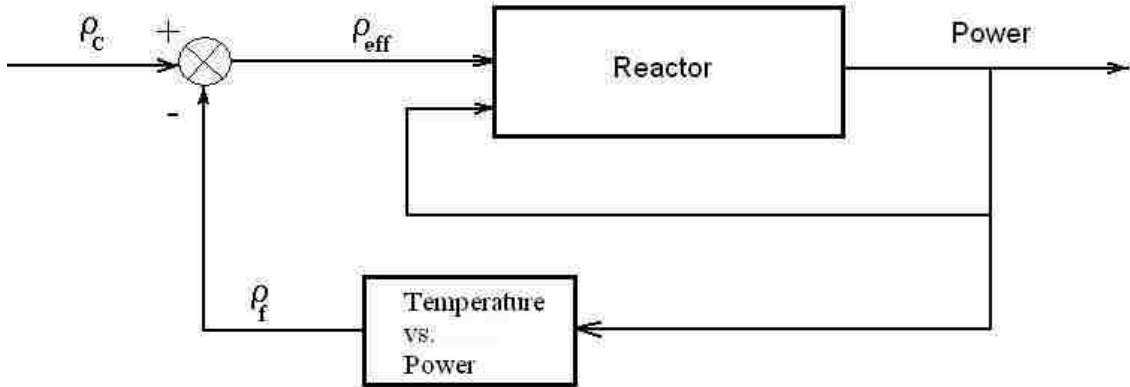 ρc
+
ρeff
Reactor
Power
-
ρf
Temperature
vs.
Power